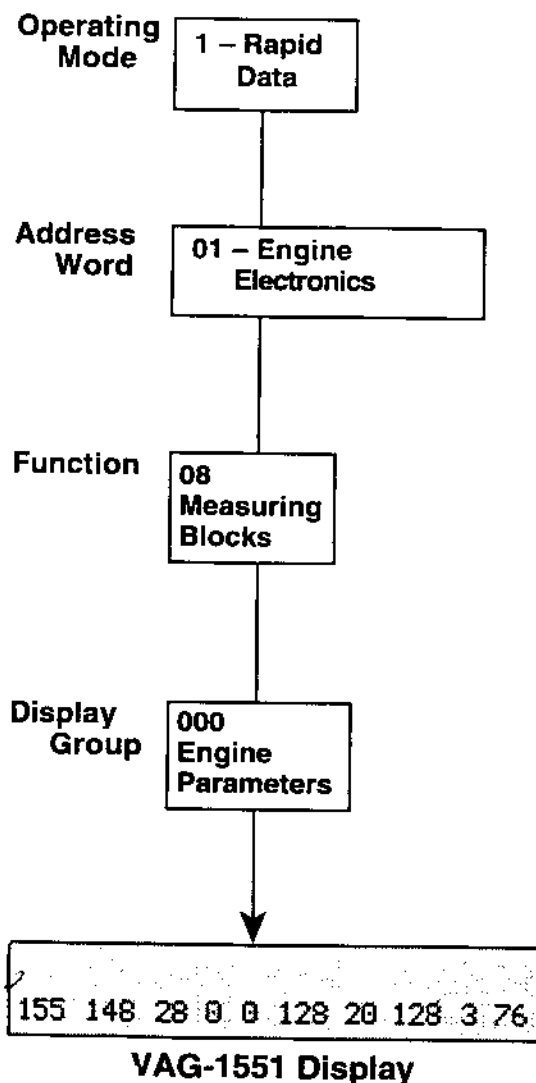 Operating
Mode
1 – Rapid
Data
Address
Word
01 – Engine
Electronics
Function
08
Measuring
Blocks
Display
Group
000
Engine
Parameters
155 148 28 0 0 128 20 128 3 76
VAG-1551 Display